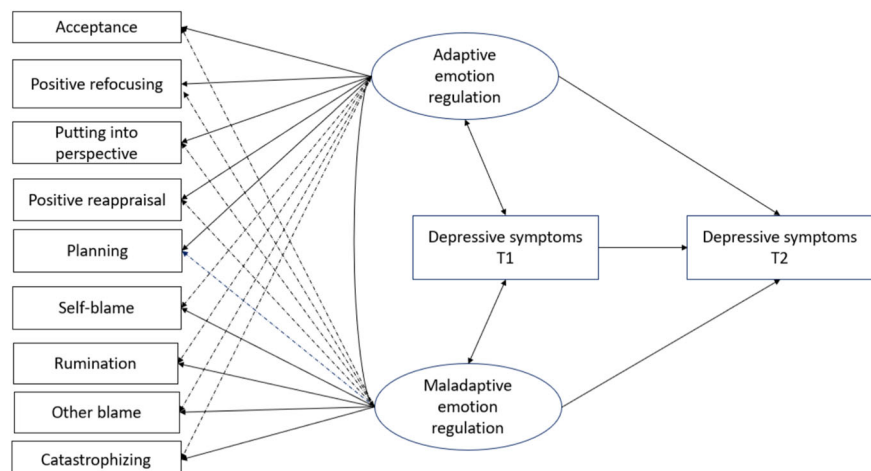 Acceptance
Positive refocusing
Putting into
perspective
Positive reappraisal
Planning
Self-blame
Rumination
Other blame
Catastrophizing
Adaptive
emotion
regulation
Depressive symptoms
T1
Depressive symptoms
T2
Maladaptive
emotion
regulation